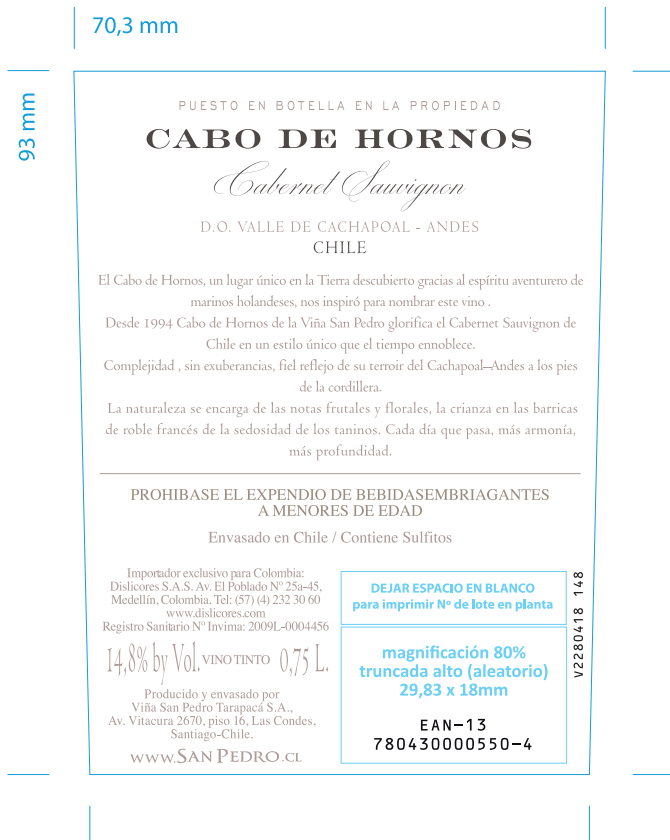 70,3 mm
93 mm
PUESTO EN BOTELLA EN LA PROPIEDAD
CABO DE HORNOS
Cabernet Sauvignon
D.O. VALLE DE CACHAPOAL - ANDES
CHILE
El Cabo de Hornos, un lugar único en la Tierra descubierto gracias al espíritu aventurero de
marinos holandeses, nos inspiró para nombrar este vino .
Desde 1994 Cabo de Hornos de la Viña San Pedro glorifica el Cabernet Sauvignon de
Chile en un estilo único que el tiempo ennoblece.
Complejidad , sin exuberancias, fiel reflejo de su terroir del Cachapoal–Andes a los pies
de la cordillera.
La naturaleza se encarga de las notas frutales y florales, la crianza en las barricas
de roble francés de la sedosidad de los taninos. Cada día que pasa, más armonía,
más profundidad.
PROHIBASE EL EXPENDIO DE BEBIDASEMBRIAGANTES
A MENORES DE EDAD
Envasado en Chile / Contiene Sulfitos
Importador exclusivo para Colombia:
Dislicores S.A.S. Av. El Poblado Nº 25a-45,
Medellín, Colombia. Tel: (57) (4) 232 30 60
www.dislicores.com
Registro Sanitario Nº Invima: 2009L-0004456
14,8% by Vol. VINO TINTO 0,75 L.
Producido y envasado por
Viña San Pedro Tarapacá S.A.,
Av. Vitacura 2670, piso 16, Las Condes,
Santiago-Chile.
WWW.SAN PEDRO.CL
DEJAR ESPACIO EN BLANCO
para imprimir Nº de lote en planta
magnificación 80%
truncada alto (aleatorio)
29,83 x 18mm
EAN-13
780430000550-4
V2280418 148